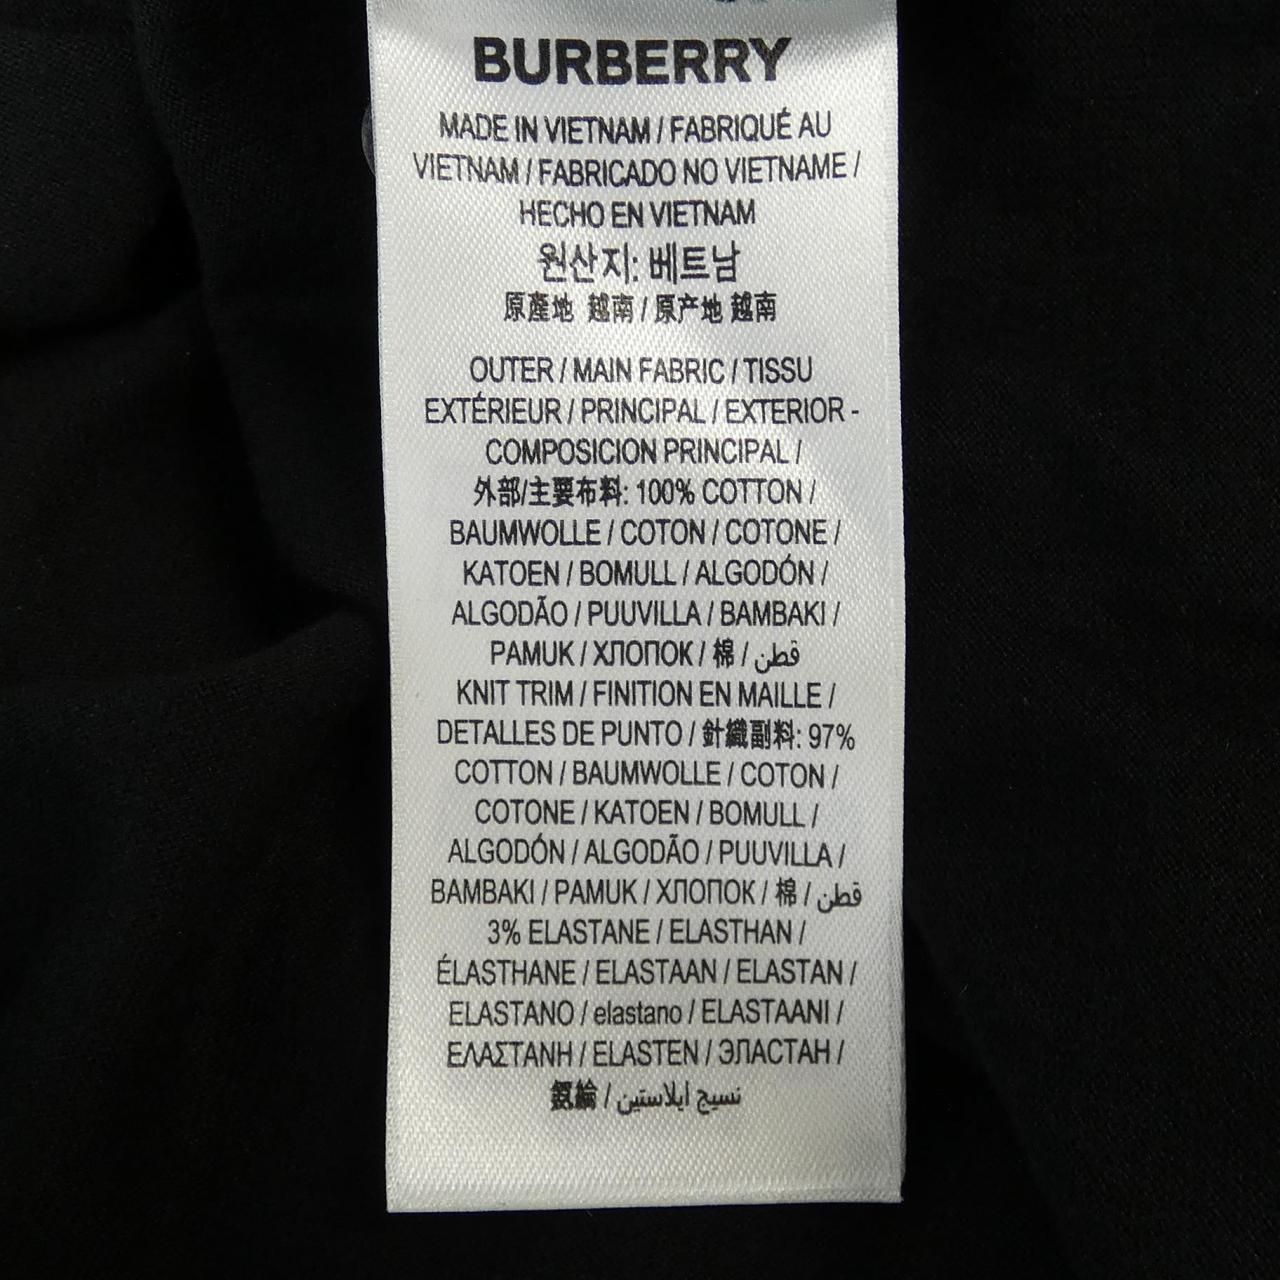 BURBERRY
MADE IN VIETNAM / FABRIQUÉ AU
VIETNAM / FABRICADO NO VIETNAME /
HECHO EN VIETNAM
원산지: 베트남
原產地 越南 / 原产地 越南
OUTER / MAIN FABRIC / TISSU
EXTÉRIEUR / PRINCIPAL / EXTERIOR -
COMPOSICION PRINCIPAL /
外部/主要布料: 100% COTTON /
BAUMWOLLE / COTON / COTONE /
KATOEN / BOMULL / ALGODÓN /
ALGODÃO / PUUVILLA / BAMBAKI /
PAMUK / ХЛОПОК / 棉 / قطن
KNIT TRIM / FINITION EN MAILLE /
DETALLES DE PUNTO / 針織副料: 97%
COTTON / BAUMWOLLE / COTON /
COTONE / KATOEN / BOMULL /
ALGODÓN / ALGODÃO / PUUVILLA /
BAMBAKI / PAMUK / ХЛОПОК / 棉 / قطن
3% ELASTANE / ELASTHAN /
ÉLASTHANE / ELASTAAN / ELASTAN /
ELASTANO / elastano / ELASTAANI /
ΕΛΑΣΤΑΝΗ / ELASTEN / ЭЛАСТАН /
氨綸 / نسيج ايلاستين